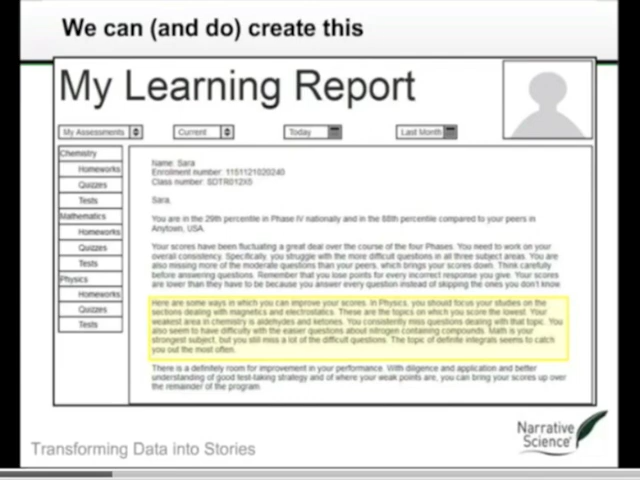 We can (and do) create this
My Learning Report
My Assessments
Current
Today
Last Month
Chemistry
Homeworks
Quizzes
Tests
Mathematics
Homeworks
Quizzes
Tests
Physics
Homeworks
Quizzes
Tests
Name: Sara
Enrolment number: 1151121020240
Class number: SDTR012X5
Sara,
You are in the 29th percentile in Phase IV nationally and in the 88th percentile compared to your peers in
Anytown, USA.
Your scores have been fluctuating a great deal over the course of the four Phases. You need to work on your
overall consistency. Specifically, you struggle with the more difficult questions in all three subject areas. You are
also missing more of the moderate questions than your peers, which brings your scores down. Think carefully
before answering questions. Remember that you lose points for every incorrect response you give. Your scores
are lower than they have to be because you answer every question instead of skipping the ones you don't know.
Here are some ways in which you can improve your scores. In Physics, you should focus your studies on the
sections dealing with magnetics and electrostatics. These are the topics on which you score the lowest. Your
weakest area in chemistry is aldehydes and ketones. You consistently miss questions dealing with that topic. You
also seem to have difficulty with the easier questions about nitrogen containing compounds. Math is your
strongest subject, but you still miss a lot of the difficult questions. The topic of definite integrals seems to catch
you out the most often.
There is a definitely room for improvement in your performance. With diligence and application and better
understanding of good test-taking strategy and of where your weak points are, you can bring your scores up over
the remainder of the program.
Transforming Data into Stories
Narrative
Science